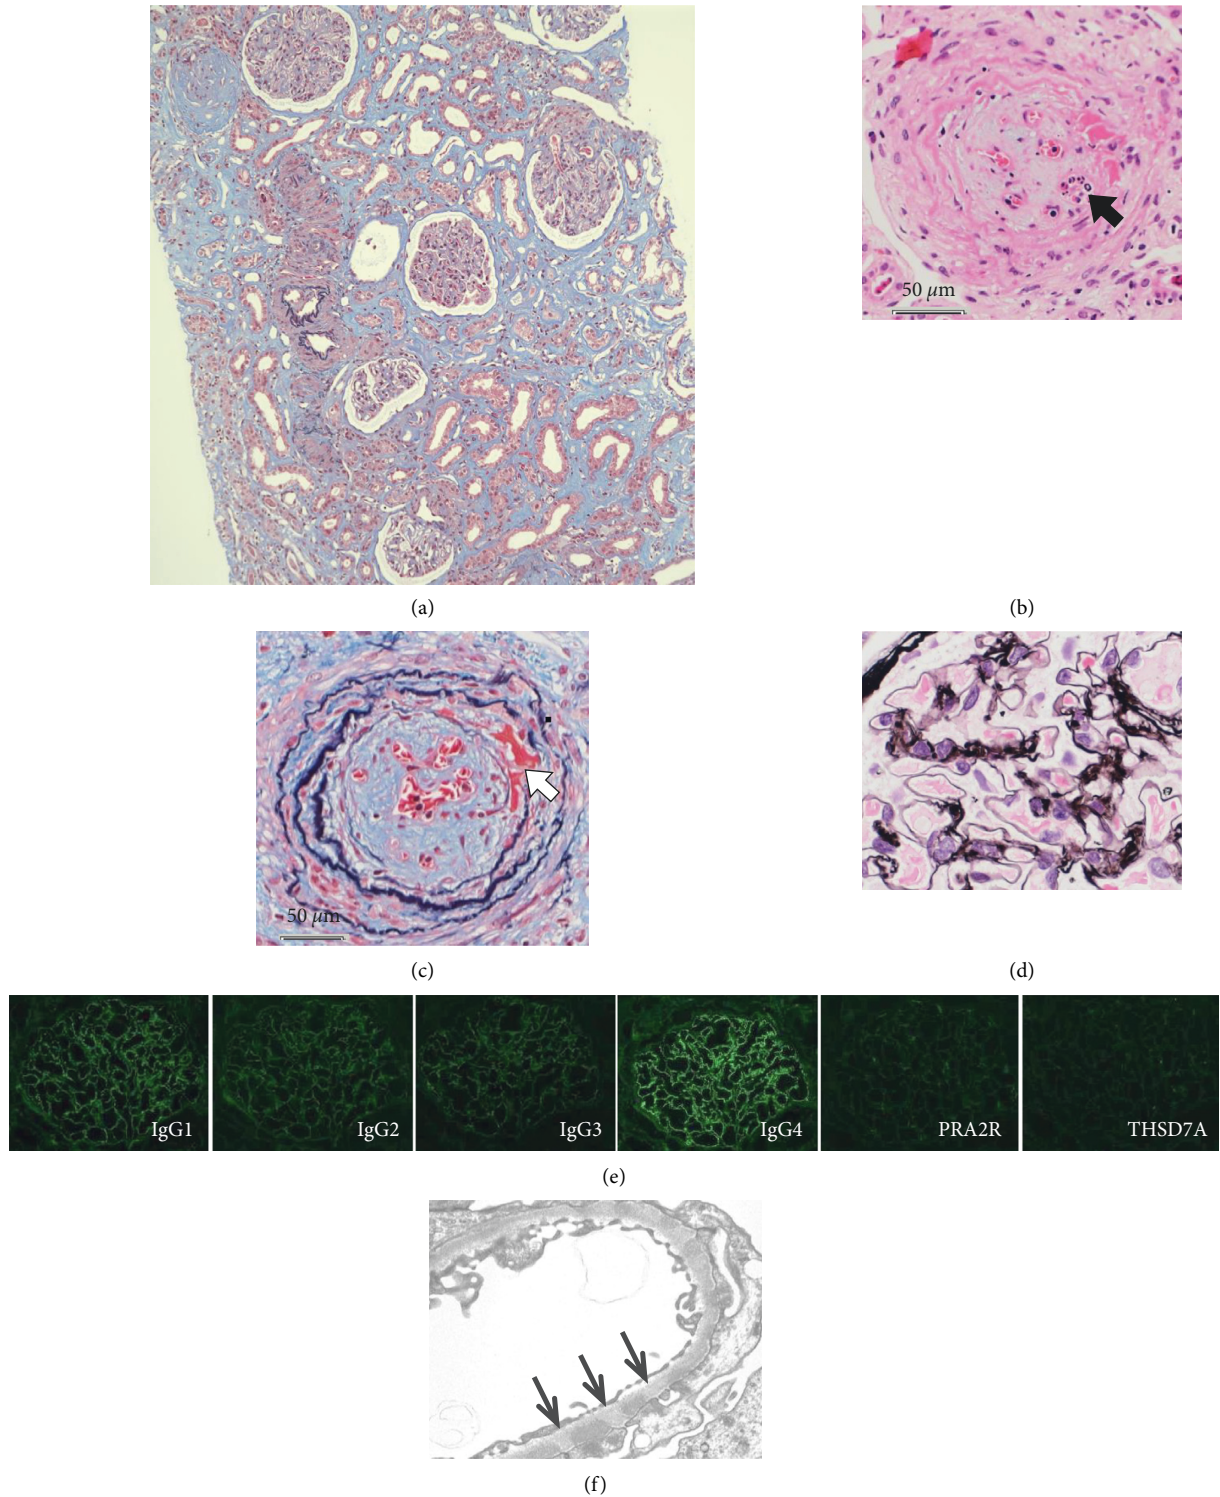 (a)
50 µm
(b)
50 µm
(c)
(d)
IgG1
IgG2
IgG3
IgG4
PRA2R
THSD7A
(e)
(f)